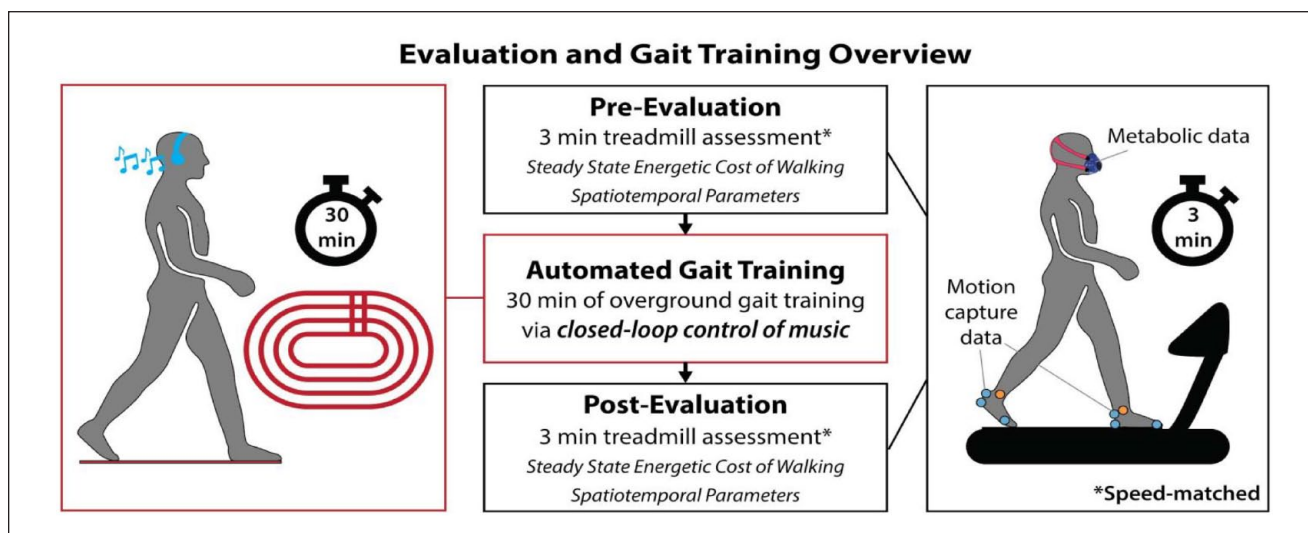 Evaluation and Gait Training Overview
30
min
Pre-Evaluation
3 min treadmill assessment*
Steady State Energetic Cost of Walking
Spatiotemporal Parameters
Automated Gait Training
30 min of overground gait training
via closed-loop control of music
Post-Evaluation
3 min treadmill assessment*
Steady State Energetic Cost of Walking
Spatiotemporal Parameters
Metabolic data
3
min
Motion
capture
data
*Speed-matched